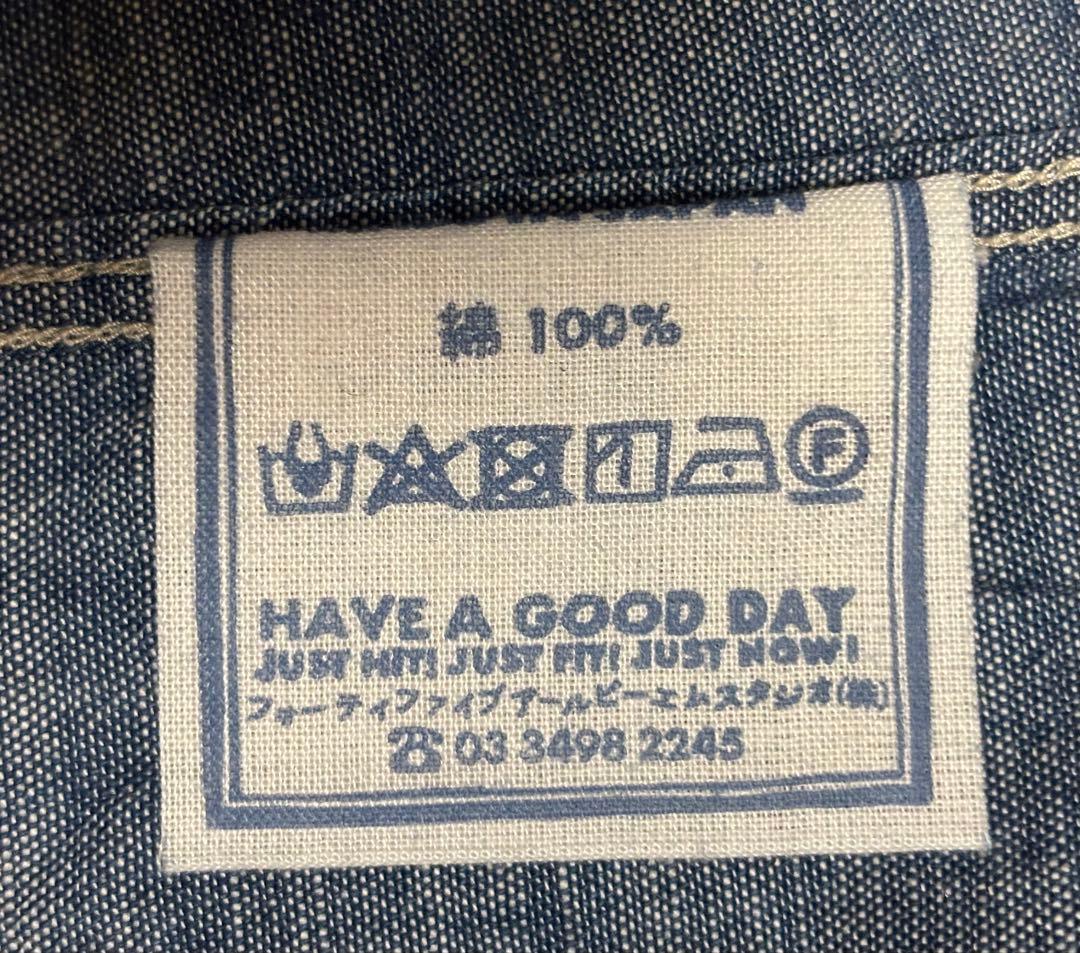 JAPAN
綿 100%
F
HAVE A GOOD DAY
JUST HIT! JUST FIT! JUST NOW!
フォーティファイブアールピーエムスタジオ(株)
☎ 03 3498 2245